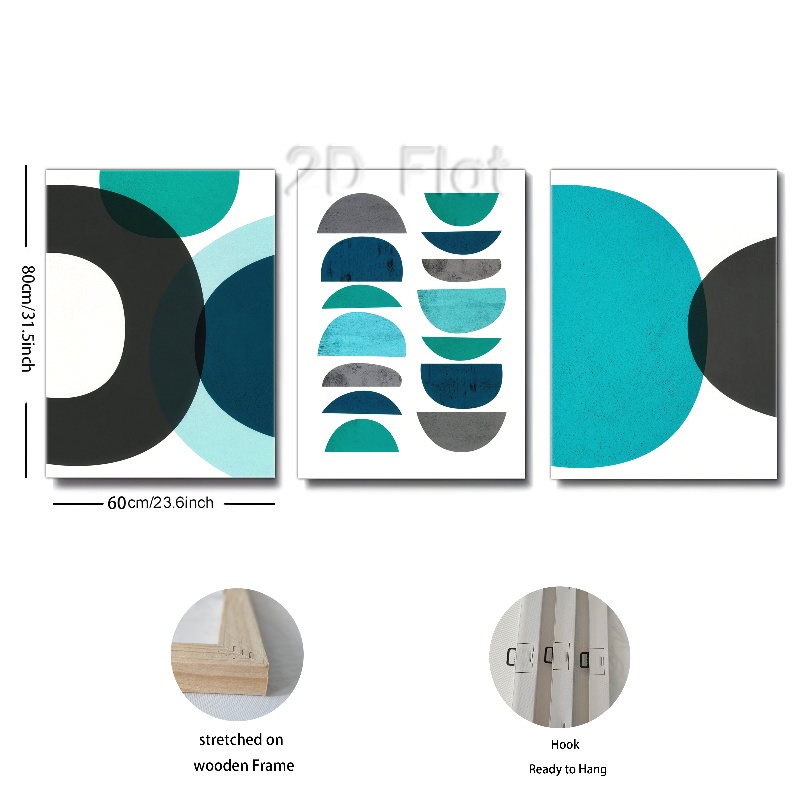 2D Flat
80cm/31.5inch
60cm/23.6inch
stretched on
wooden Frame
Hook
Ready to Hang